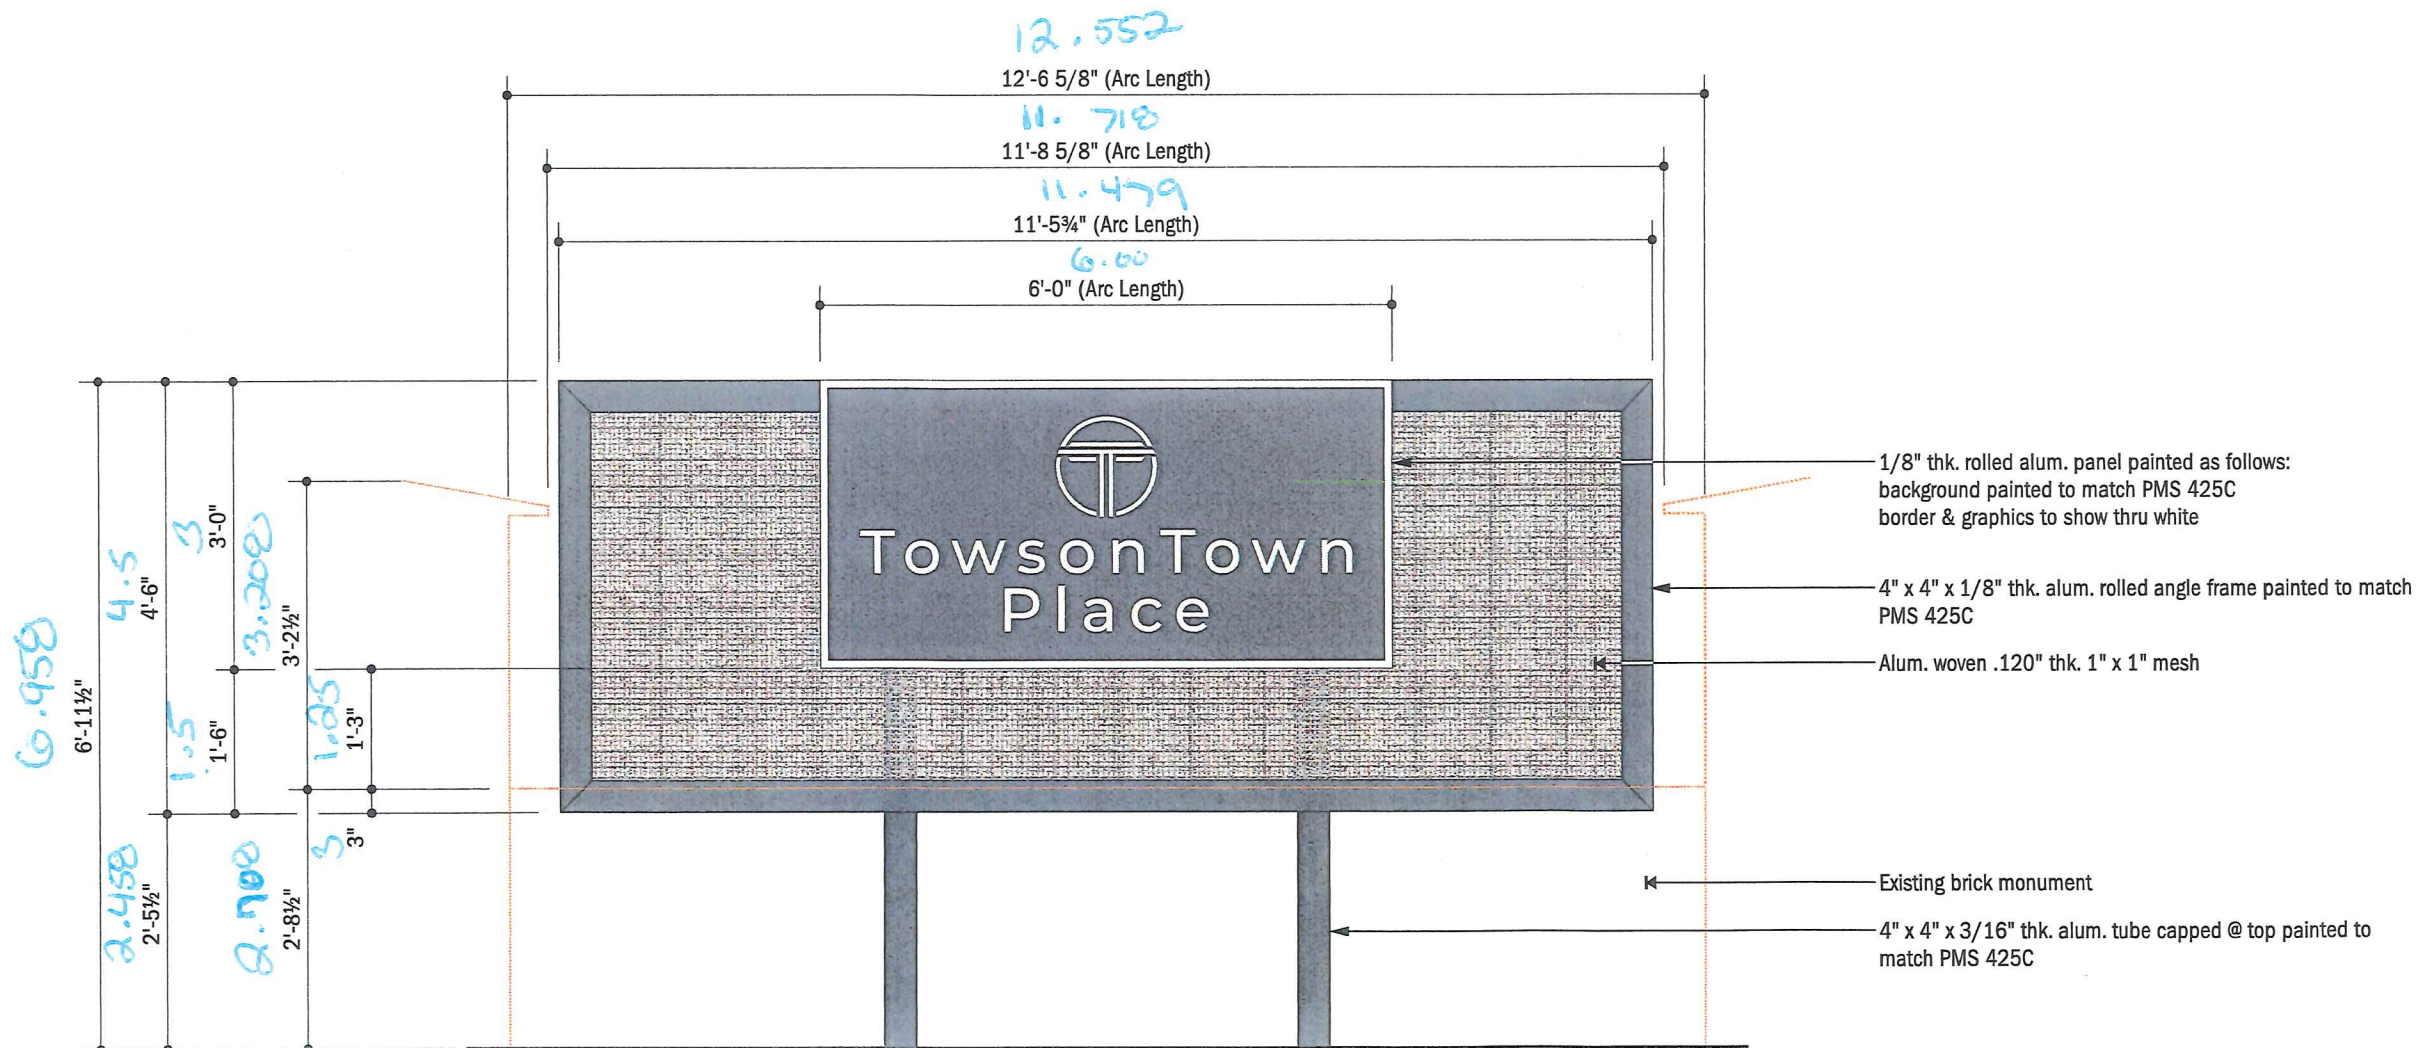 12.552
12'-6 5/8" (Arc Length)
11.718
11'-8 5/8" (Arc Length)
11.479
11'-5¾" (Arc Length)
6.00
6'-0" (Arc Length)
TowsonTown
Place
1/8" thk. rolled alum. panel painted as follows:
background painted to match PMS 425C
border & graphics to show thru white
4" x 4" x 1/8" thk. alum. rolled angle frame painted to match
PMS 425C
Alum. woven .120" thk. 1" x 1" mesh
Existing brick monument
4" x 4" x 3/16" thk. alum. tube capped @ top painted to
match PMS 425C
6.958
6'-11½"
4.5
4'-6"
2.458
2'-5½"
3
3'-0"
1.5
1'-6"
3.208
3'-2½"
2.708
2'-8½"
1.25
1'-3"
3
3"